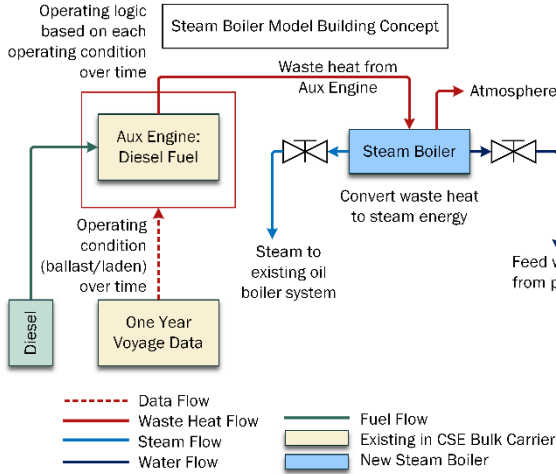 Operating logic
based on each
operating condition
over time
Steam Boiler Model Building Concept
Waste heat from
Aux Engine
Atmosphere
Aux Engine:
Diesel Fuel
Steam Boiler
Convert waste heat
to steam energy
Operating
condition
(ballast/laden)
over time
Steam to
existing oil
boiler system
Feed w
from p
Diesel
One Year
Voyage Data
Data Flow
Waste Heat Flow
Steam Flow
Water Flow
Fuel Flow
Existing in CSE Bulk Carrier
New Steam Boiler